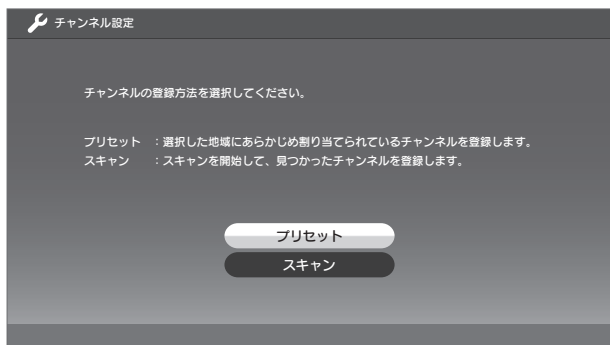 チャンネル設定
チャンネルの登録方法を選択してください。
プリセット ：選択した地域にあらかじめ割り当てられているチャンネルを登録します。
スキャン ：スキャンを開始して、見つかったチャンネルを登録します。
プリセット
スキャン